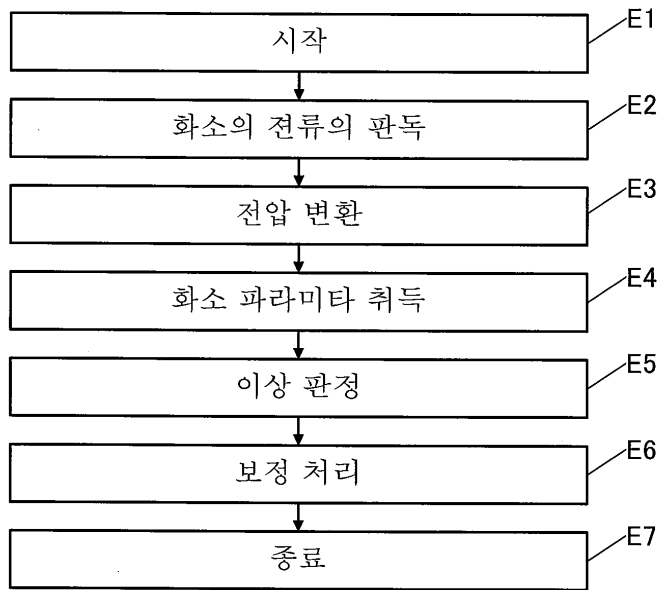 시작
E1
화소의 전류의 판독
E2
전압 변환
E3
화소 파라미타 취득
E4
이상 판정
E5
보정 처리
E6
종료
E7